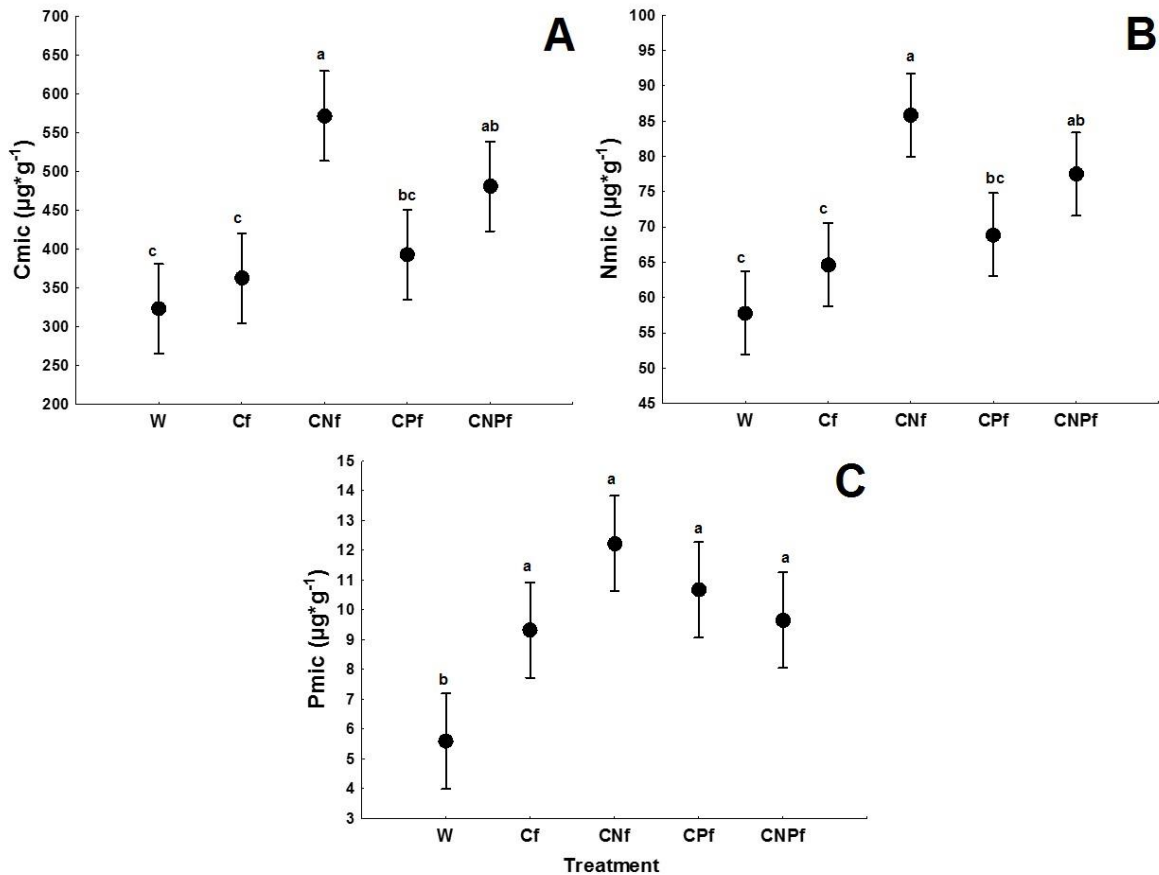 A
Cmic (µg*g⁻¹)
700
650
600
550
500
450
400
350
300
250
200
c
c
a
bc
ab
W Cf CNf CPf CNPf
B
Nmic (µg*g⁻¹)
100
95
90
85
80
75
70
65
60
55
50
45
c
c
a
bc
ab
W Cf CNf CPf CNPf
C
Pmic (µg*g⁻¹)
15
14
13
12
11
10
9
8
7
6
5
4
3
b
a
a
a
a
W Cf CNf CPf CNPf
Treatment